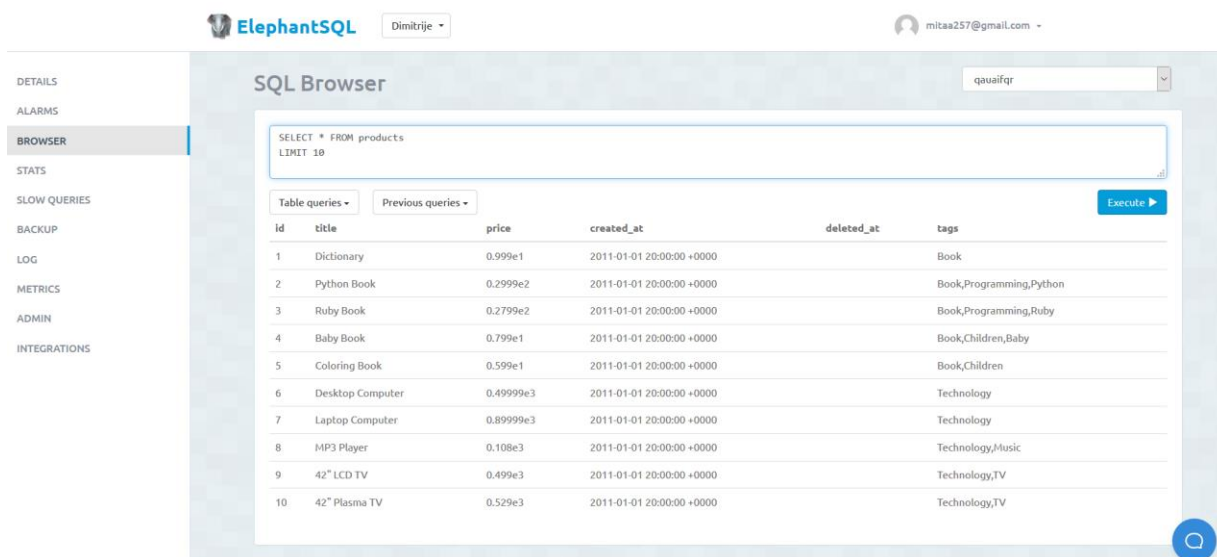 ElephantSQL Dimitrije mitaa257@gmail.com
DETAILS
ALARMS
BROWSER
STATS
SLOW QUERIES
BACKUP
LOG
METRICS
ADMIN
INTEGRATIONS
SQL Browser qauaifqr
SELECT * FROM products
LIMIT 10
Table queries Previous queries Execute
id title price created_at deleted_at tags
1 Dictionary 0.999e1 2011-01-01 20:00:00 +0000 Book
2 Python Book 0.2999e2 2011-01-01 20:00:00 +0000 Book,Programming,Python
3 Ruby Book 0.2799e2 2011-01-01 20:00:00 +0000 Book,Programming,Ruby
4 Baby Book 0.799e1 2011-01-01 20:00:00 +0000 Book,Children,Baby
5 Coloring Book 0.599e1 2011-01-01 20:00:00 +0000 Book,Children
6 Desktop Computer 0.49999e3 2011-01-01 20:00:00 +0000 Technology
7 Laptop Computer 0.89999e3 2011-01-01 20:00:00 +0000 Technology
8 MP3 Player 0.108e3 2011-01-01 20:00:00 +0000 Technology,Music
9 42" LCD TV 0.499e3 2011-01-01 20:00:00 +0000 Technology,TV
10 42" Plasma TV 0.529e3 2011-01-01 20:00:00 +0000 Technology,TV